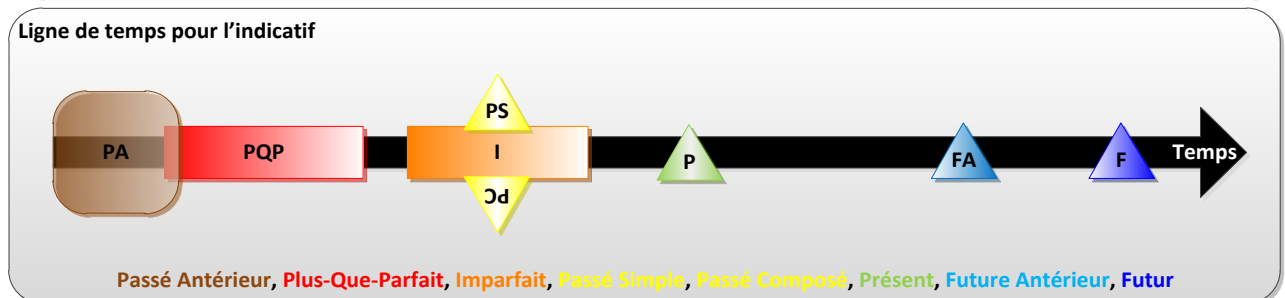 Ligne de temps pour l'indicatif
PS
PA PQP I P FA F Temps
PC
Passé Antérieur, Plus-Que-Parfait, Imparfait, Passé Simple, Passé Composé, Présent, Future Antérieur, Futur